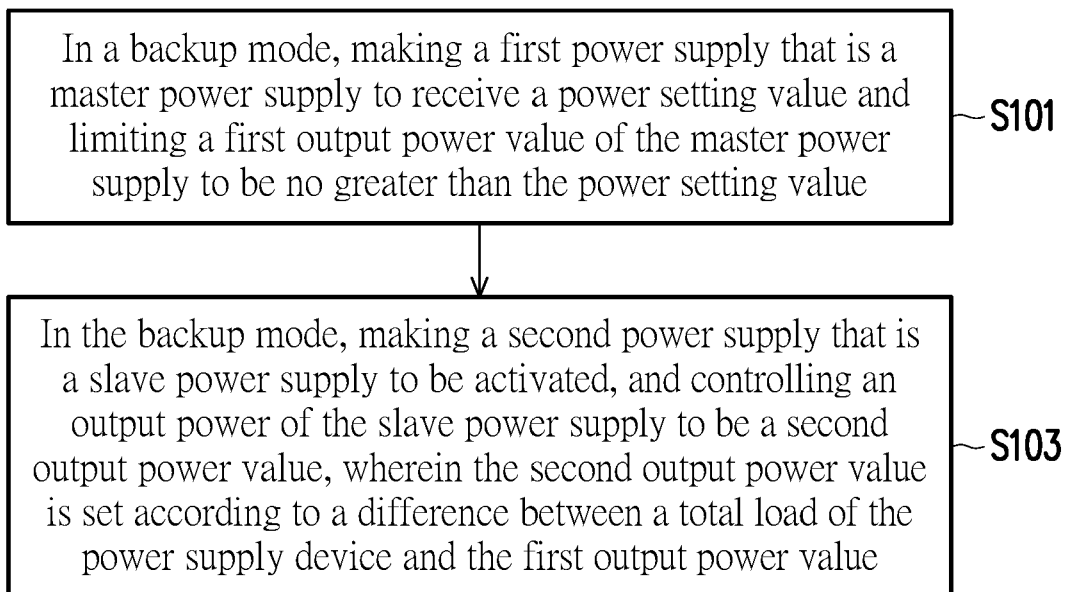 In a backup mode, making a first power supply that is a
master power supply to receive a power setting value and
limiting a first output power value of the master power
supply to be no greater than the power setting value
S101
In the backup mode, making a second power supply that is
a slave power supply to be activated, and controlling an
output power of the slave power supply to be a second
output power value, wherein the second output power value
is set according to a difference between a total load of the
power supply device and the first output power value
S103